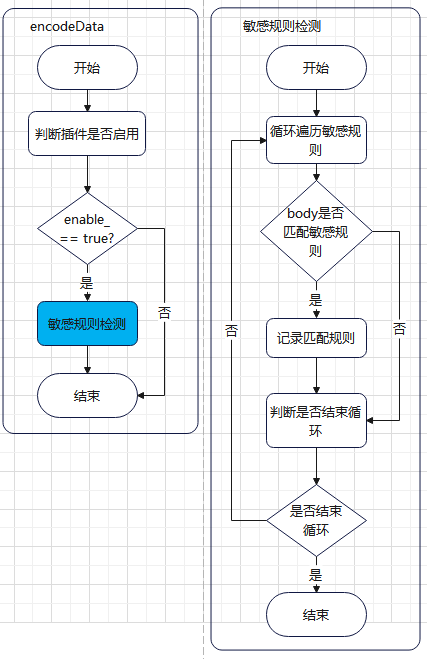 encodeData
开始
判断插件是否启用
enable_
== true?
是
否
敏感规则检测
结束
敏感规则检测
开始
循环遍历敏感规
则
body是否
匹配敏感规
则
是
否
否
记录匹配规则
判断是否结束循
环
是否结束
循环
是
结束